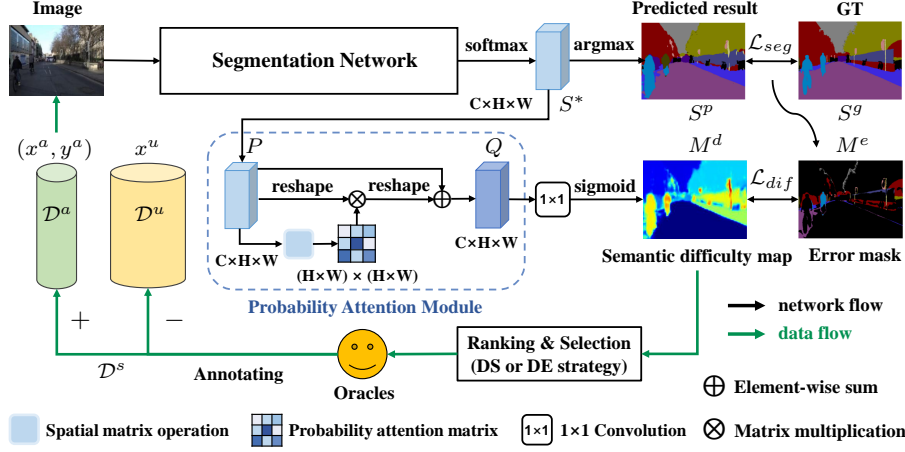 Image
Predicted result
GT
Segmentation Network
softmax
argmax
$\mathcal{L}_{seg}$
C×H×W
$S^*$
$S^p$
$S^g$
$(x^a, y^a)$
$x^u$
$P$
$Q$
$M^d$
$M^e$
reshape
reshape
1×1
sigmoid
$\mathcal{L}_{dif}$
$\mathcal{D}^a$
$\mathcal{D}^u$
C×H×W
(H×W) × (H×W)
C×H×W
Semantic difficulty map
Error mask
Probability Attention Module
network flow
data flow
+
−
$\mathcal{D}^s$
Annotating
Oracles
Ranking & Selection
(DS or DE strategy)
Element-wise sum
Spatial matrix operation
Probability attention matrix
1×1
1×1 Convolution
Matrix multiplication